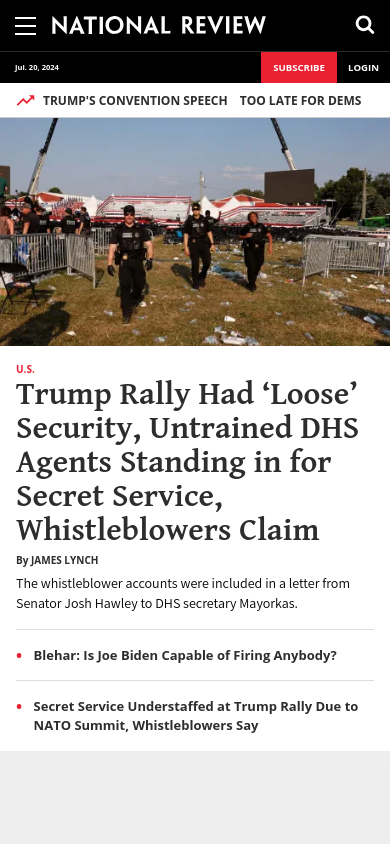 NATIONAL REVIEW
Jul. 20, 2024
SUBSCRIBE
LOGIN
TRUMP'S CONVENTION SPEECH
TOO LATE FOR DEMS
U.S.
Trump Rally Had ‘Loose’
Security, Untrained DHS
Agents Standing in for
Secret Service,
Whistleblowers Claim
By JAMES LYNCH
The whistleblower accounts were included in a letter from
Senator Josh Hawley to DHS secretary Mayorkas.
Blehar: Is Joe Biden Capable of Firing Anybody?
Secret Service Understaffed at Trump Rally Due to
NATO Summit, Whistleblowers Say